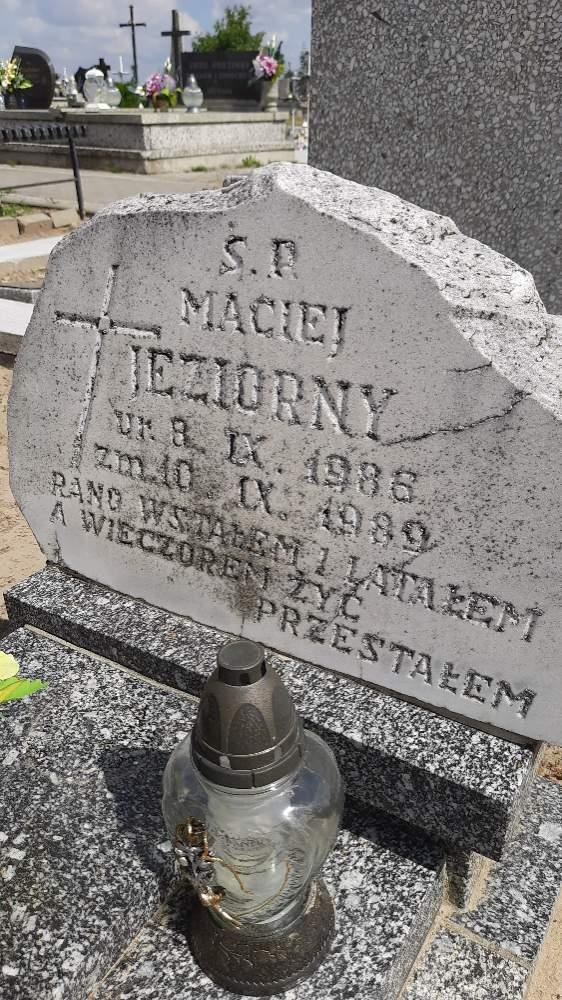 Ś.P.
MACIEJ
JEZIORNY
ur. 8. IX. 1986
zm. 10 IX. 1989
RANO WSTAŁEM I LATAŁEM
A WIECZOREM ŻYĆ
PRZESTAŁEM